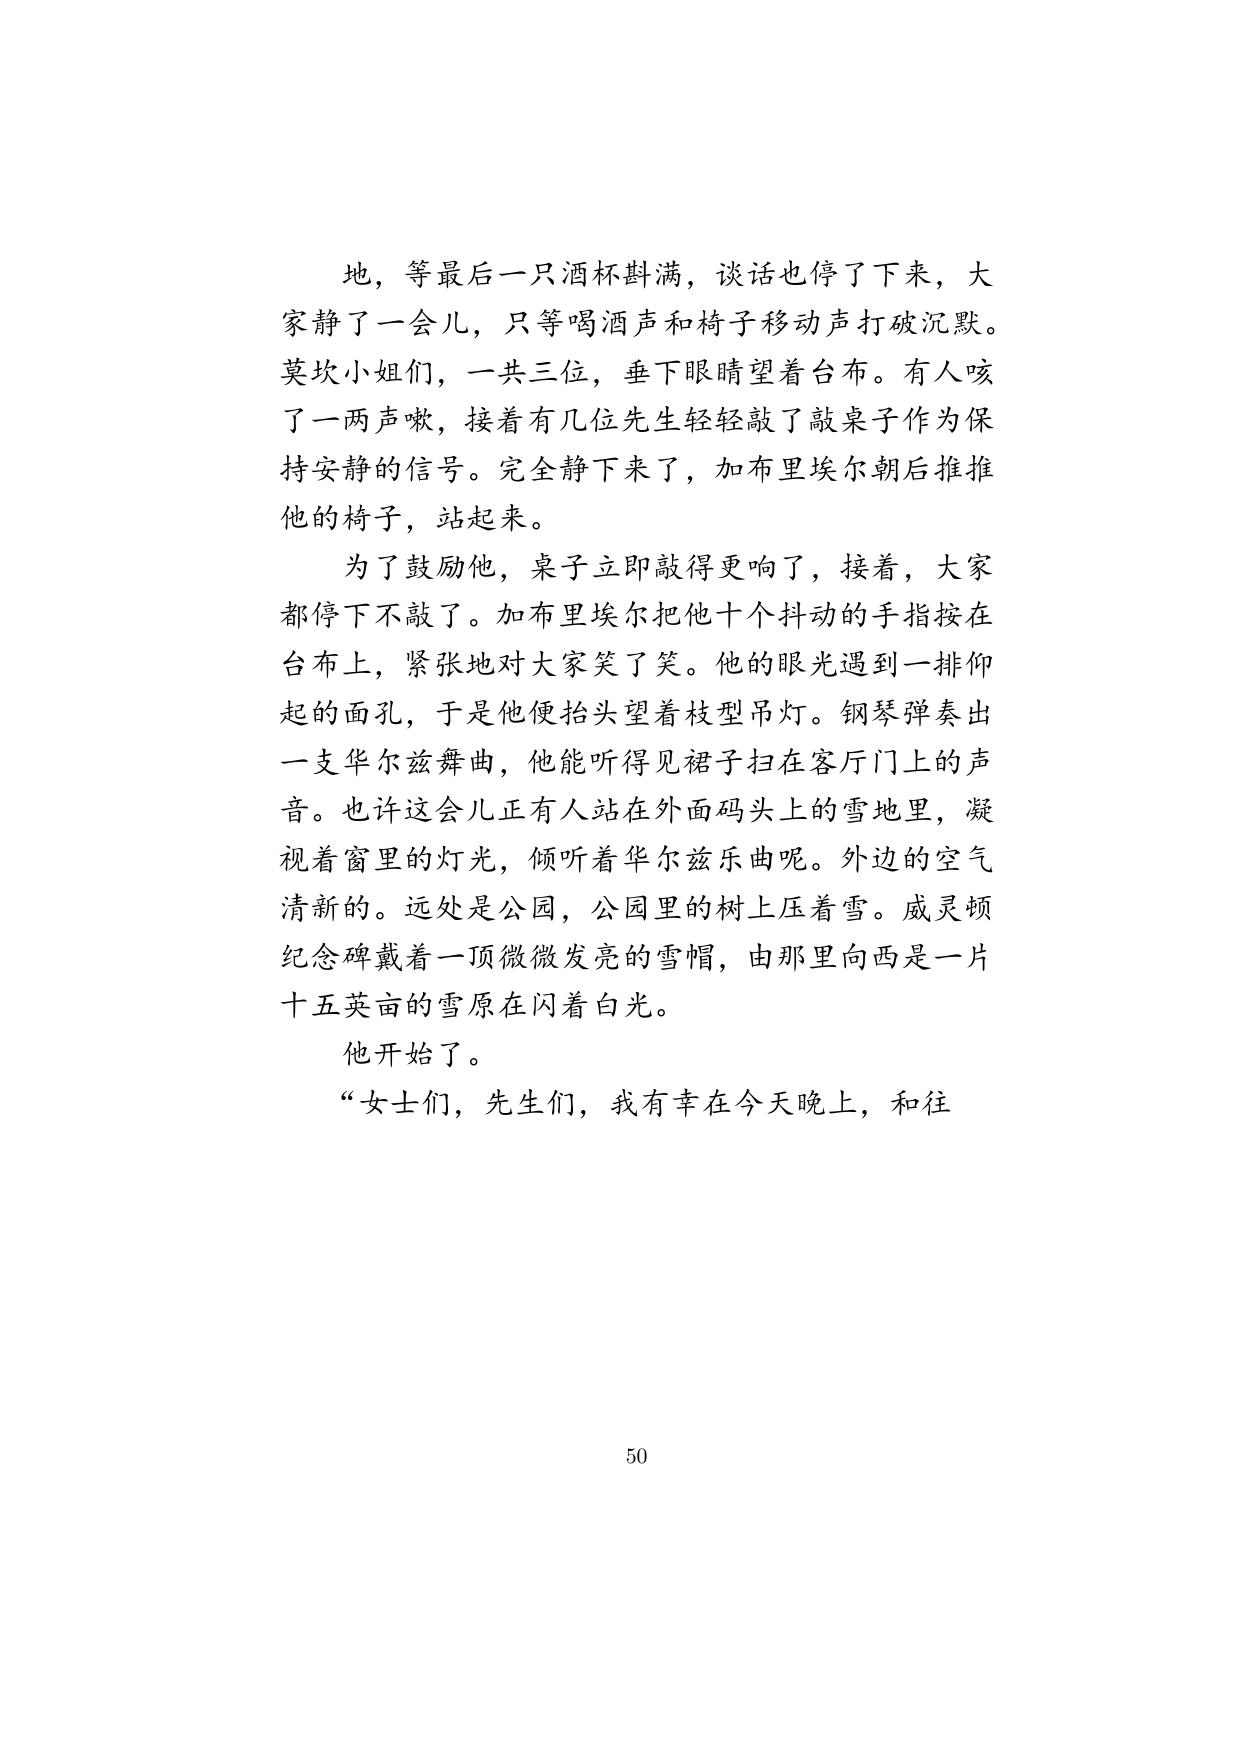 地，等最后一只酒杯斟满，谈话也停了下来，大
家静了一会儿，只等喝酒声和椅子移动声打破沉默。
莫坎小姐们，一共三位，垂下眼睛望着台布。有人咳
了一两声嗽，接着有几位先生轻轻敲了敲桌子作为保
持安静的信号。完全静下来了，加布里埃尔朝后推推
他的椅子，站起来。
为了鼓励他，桌子立即敲得更响了，接着，大家
都停下不敲了。加布里埃尔把他十个抖动的手指按在
台布上，紧张地对大家笑了笑。他的眼光遇到一排仰
起的面孔，于是他便抬头望着枝型吊灯。钢琴弹奏出
一支华尔兹舞曲，他能听得见裙子扫在客厅门上的声
音。也许这会儿正有人站在外面码头上的雪地里，凝
视着窗里的灯光，倾听着华尔兹乐曲呢。外边的空气
清新的。远处是公园，公园里的树上压着雪。威灵顿
纪念碑戴着一顶微微发亮的雪帽，由那里向西是一片
十五英亩的雪原在闪着白光。
他开始了。
“女士们，先生们，我有幸在今天晚上，和往
50